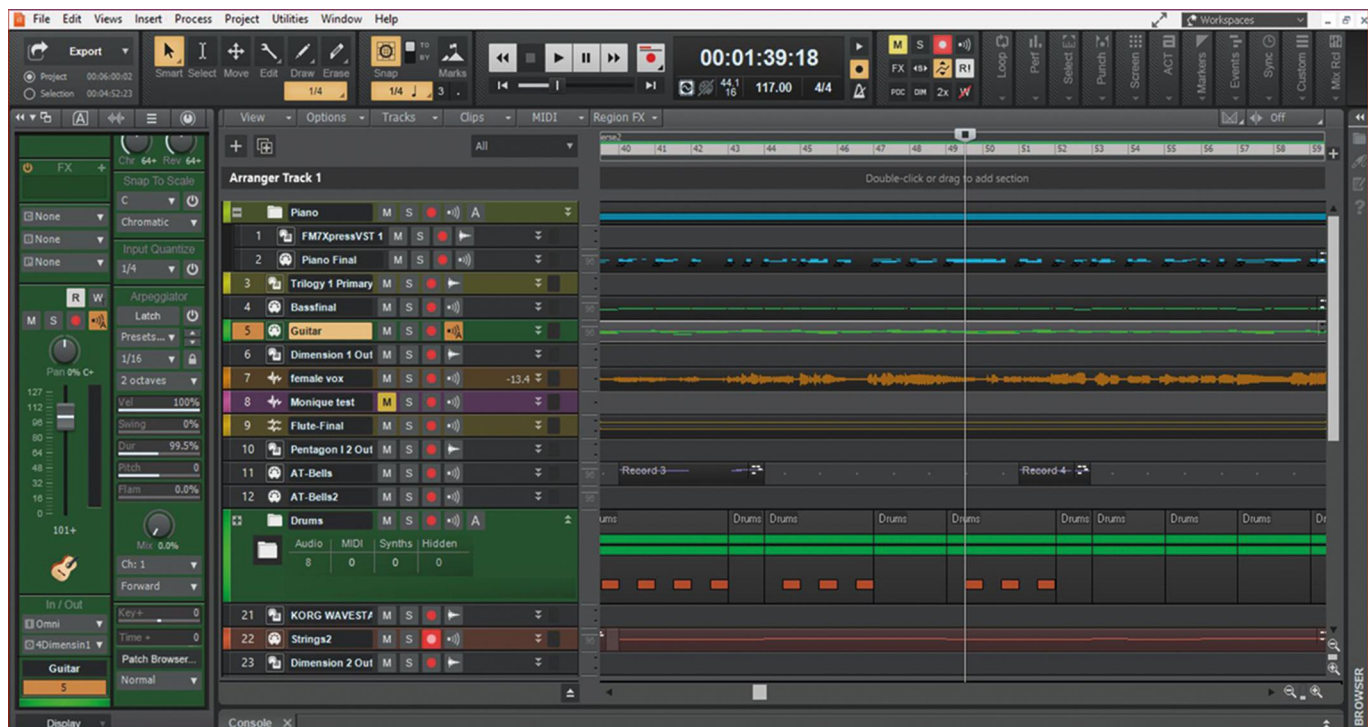 File Edit Views Insert Process Project Utilities Window Help
Workspaces
Export
Project 00:06:00:02
Selection 00:04:52:23
Smart Select Move Edit Draw Erase Snap Marks
TO
BY
1/4 1/4 3
00:01:39:18
44.1
16
117.00 4/4
M S
FX R!
PDC DIM 2x W
Loop
Perf
Select
Punch
Screen
ACT
Markers
Events
Sync
Custom
Mix Rcl
View Options Tracks Clips MIDI Region FX Off
All
40 41 42 43 44 45 46 47 48 49 50 51 52 53 54 55 56 57 58 59
Arranger Track 1
Double-click or drag to add section
FX
None
None
None
R W
M S
Pan 0% C+
127
112
96
80
64
48
32
16
0
101+
In / Out
Omni
4Dimensin1
Guitar
5
Display
Chr 64+ Rev 64+
Snap To Scale
C
Chromatic
Input Quantize
1/4
Arpeggiator
Latch
Presets...
1/16
2 octaves
Vel 100%
Swing 0%
Dur 99.5%
Pitch 0
Flam 0.0%
Mix 0.0%
Ch: 1
Forward
Key+ 0
Time + 0
Patch Browser...
Normal
Piano M S A
1 FM7XpressVST 1 M S
2 Piano Final M S
3 Trilogy 1 Primary M S
4 Bassfinal M S
5 Guitar M S
6 Dimension 1 Out M S
7 female vox M S -13.4
8 Monique test M S
9 Flute-Final M S
10 Pentagon I 2 Out M S
11 AT-Bells M S
Record 3 Record 4
12 AT-Bells2 M S
Drums M S A
Audio MIDI Synths Hidden
8 0 0 0
ums Drums Drums Drums Drums Drums Drums Drums Drums Dr
21 KORG WAVESTA M S
22 Strings2 M S
23 Dimension 2 Out M S
Console
BROWSER